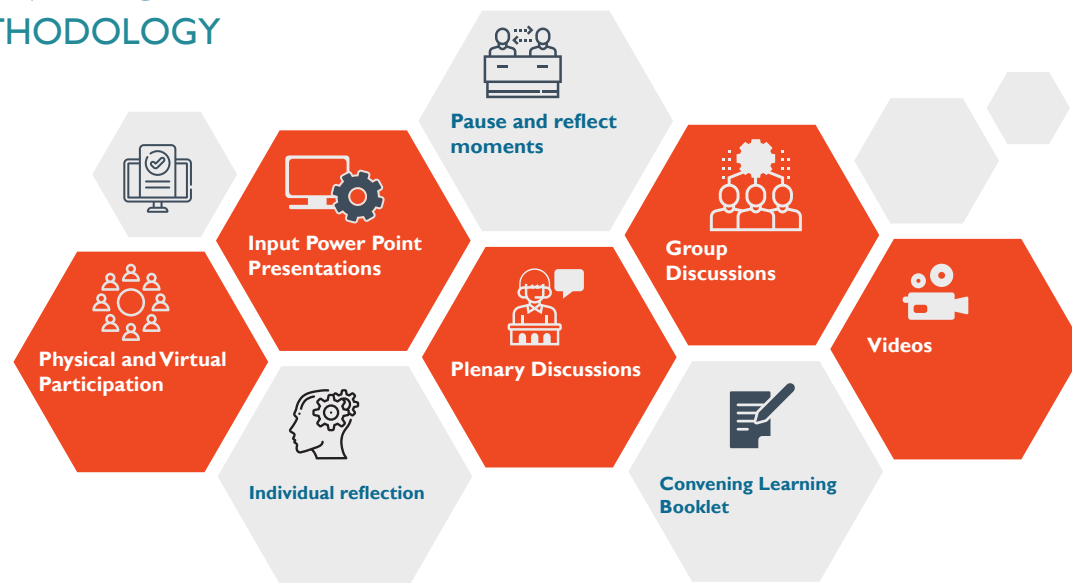 THODOLOGY
Pause and reflect
moments
Input Power Point
Presentations
Group
Discussions
Physical and Virtual
Participation
Plenary Discussions
Videos
Individual reflection
Convening Learning
Booklet